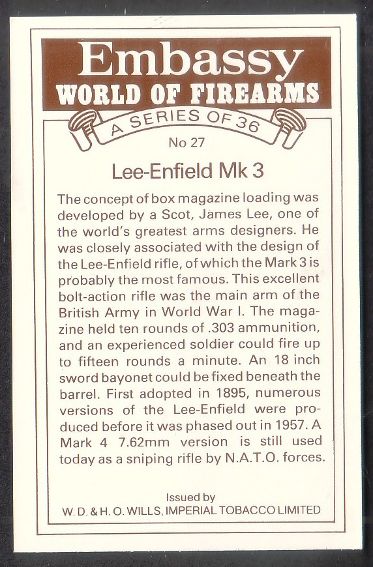 Embassy
WORLD OF FIREARMS
A SERIES OF 36
No 27
Lee-Enfield Mk 3
The concept of box magazine loading was
developed by a Scot, James Lee, one of
the world's greatest arms designers. He
was closely associated with the design of
the Lee-Enfield rifle, of which the Mark 3 is
probably the most famous. This excellent
bolt-action rifle was the main arm of the
British Army in World War I. The maga-
zine held ten rounds of .303 ammunition,
and an experienced soldier could fire up
to fifteen rounds a minute. An 18 inch
sword bayonet could be fixed beneath the
barrel. First adopted in 1895, numerous
versions of the Lee-Enfield were pro-
duced before it was phased out in 1957. A
Mark 4 7.62mm version is still used
today as a sniping rifle by N.A.T.O. forces.
Issued by
W. D. & H. O. WILLS, IMPERIAL TOBACCO LIMITED